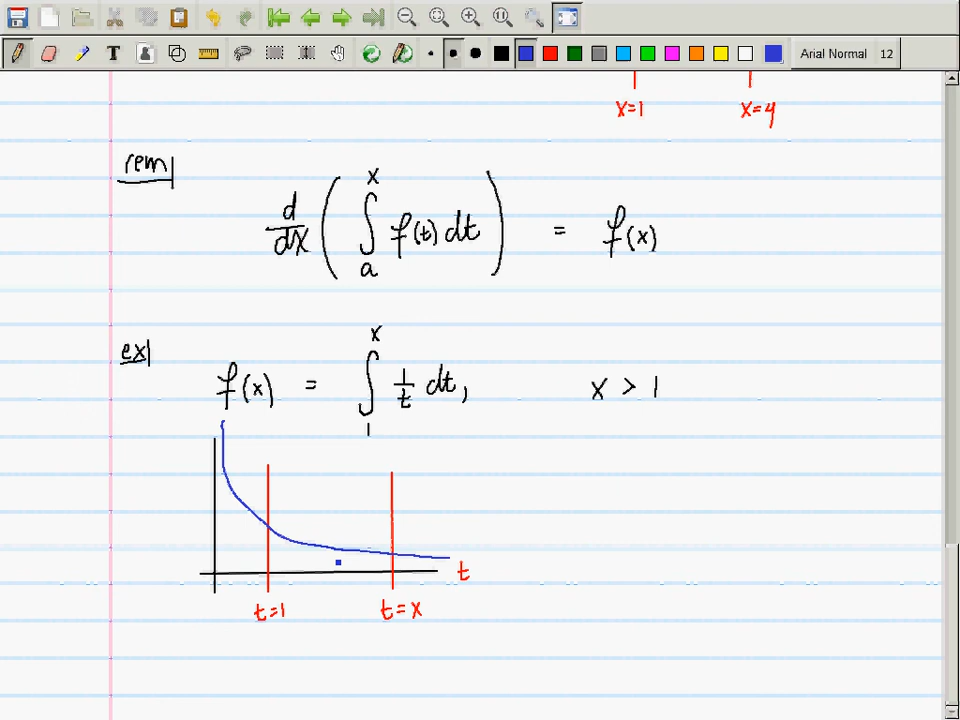 Arial Normal 12
x=1 x=4
rem
d/dx ( ∫_a^x f(t) dt ) = f(x)
ex
f(x) = ∫_1^x 1/t dt, x > 1
t
t=1 t=x